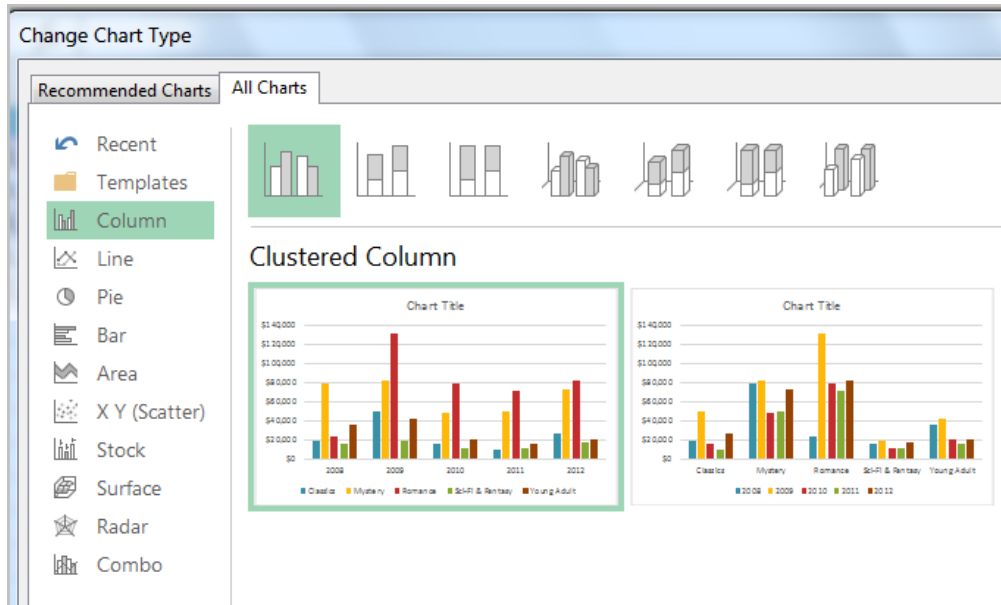 Change Chart Type
Recommended Charts All Charts
Recent
Templates
Column
Line
Pie
Bar
Area
X Y (Scatter)
Stock
Surface
Radar
Combo
Clustered Column
Chart Title
$140,000
$120,000
$100,000
$80,000
$60,000
$40,000
$20,000
$0
2008 2009 2010 2011 2012
Classics Mystery Romance Sci-Fi & Fantasy Young Adult
Chart Title
$140,000
$120,000
$100,000
$80,000
$60,000
$40,000
$20,000
$0
Classics Mystery Romance Sci-Fi & Fantasy Young Adult
2008 2009 2010 2011 2012